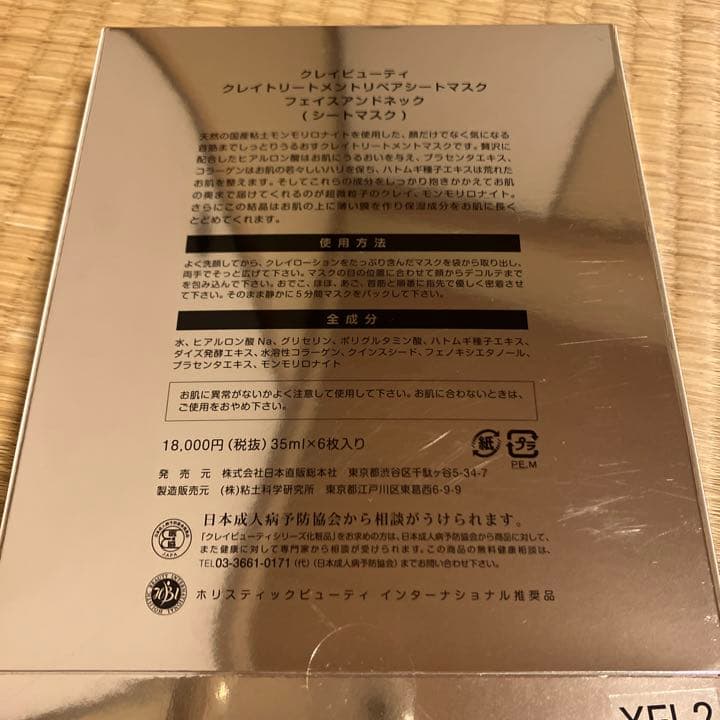 クレイビューティ
クレイトリートメントリペアシートマスク
フェイスアンドネック
(シートマスク)
天然の国産粘土モンモリロナイトを使用した、顔だけでなく気になる
首筋までしっとりうるおすクレイトリートメントマスクです。贅沢に
配合したヒアルロン酸はお肌にうるおいを与え、プラセンタエキス、
コラーゲンはお肌の若々しいハリを保ち、ハトムギ種子エキスは荒れた
お肌を整えます。そしてこれらの成分をしっかり抱きかかえてお肌
の奥まで届けてくれるのが超微粒子のクレイ、モンモリロナイト。
さらにこの結晶はお肌の上に薄い膜を作り保湿成分をお肌に長く
とどめてくれます。
使用方法
よく洗顔してから、クレイローションをたっぷり含んだマスクを袋から取り出し、
両手でそっと広げて下さい。マスクの目の位置に合わせて顔からデコルテまで
を包み込んで下さい。おでこ、ほほ、あご、首筋と順番に指先で優しく密着させ
て下さい。そのまま静かに5分間マスクをパックして下さい。
全成分
水、ヒアルロン酸Na、グリセリン、ポリグルタミン酸、ハトムギ種子エキス、
ダイズ発酵エキス、水溶性コラーゲン、クインスシード、フェノキシエタノール、
プラセンタエキス、モンモリロナイト
お肌に異常がないかよく注意して使用して下さい。お肌に合わないときは、
ご使用をおやめ下さい。
18,000円(税抜) 35ml×6枚入り
紙 プラ
PE.M
発売元 株式会社日本直販総本社 東京都渋谷区千駄ヶ谷5-34-7
製造販売元 (株)粘土科学研究所 東京都江戸川区東葛西6-9-9
日本成人病予防協会から相談がうけられます。
「クレイビューティシリーズ化粧品」をお求めの方は、日本成人病予防協会から商品に対して、
また健康に対して専門家から相談が受けられます。この商品の無料健康相談は、
TEL03-3661-0171(代)(日本成人病予防協会)までお問い合わせ下さい。
JAPA
ホリスティックビューティ インターナショナル推奨品